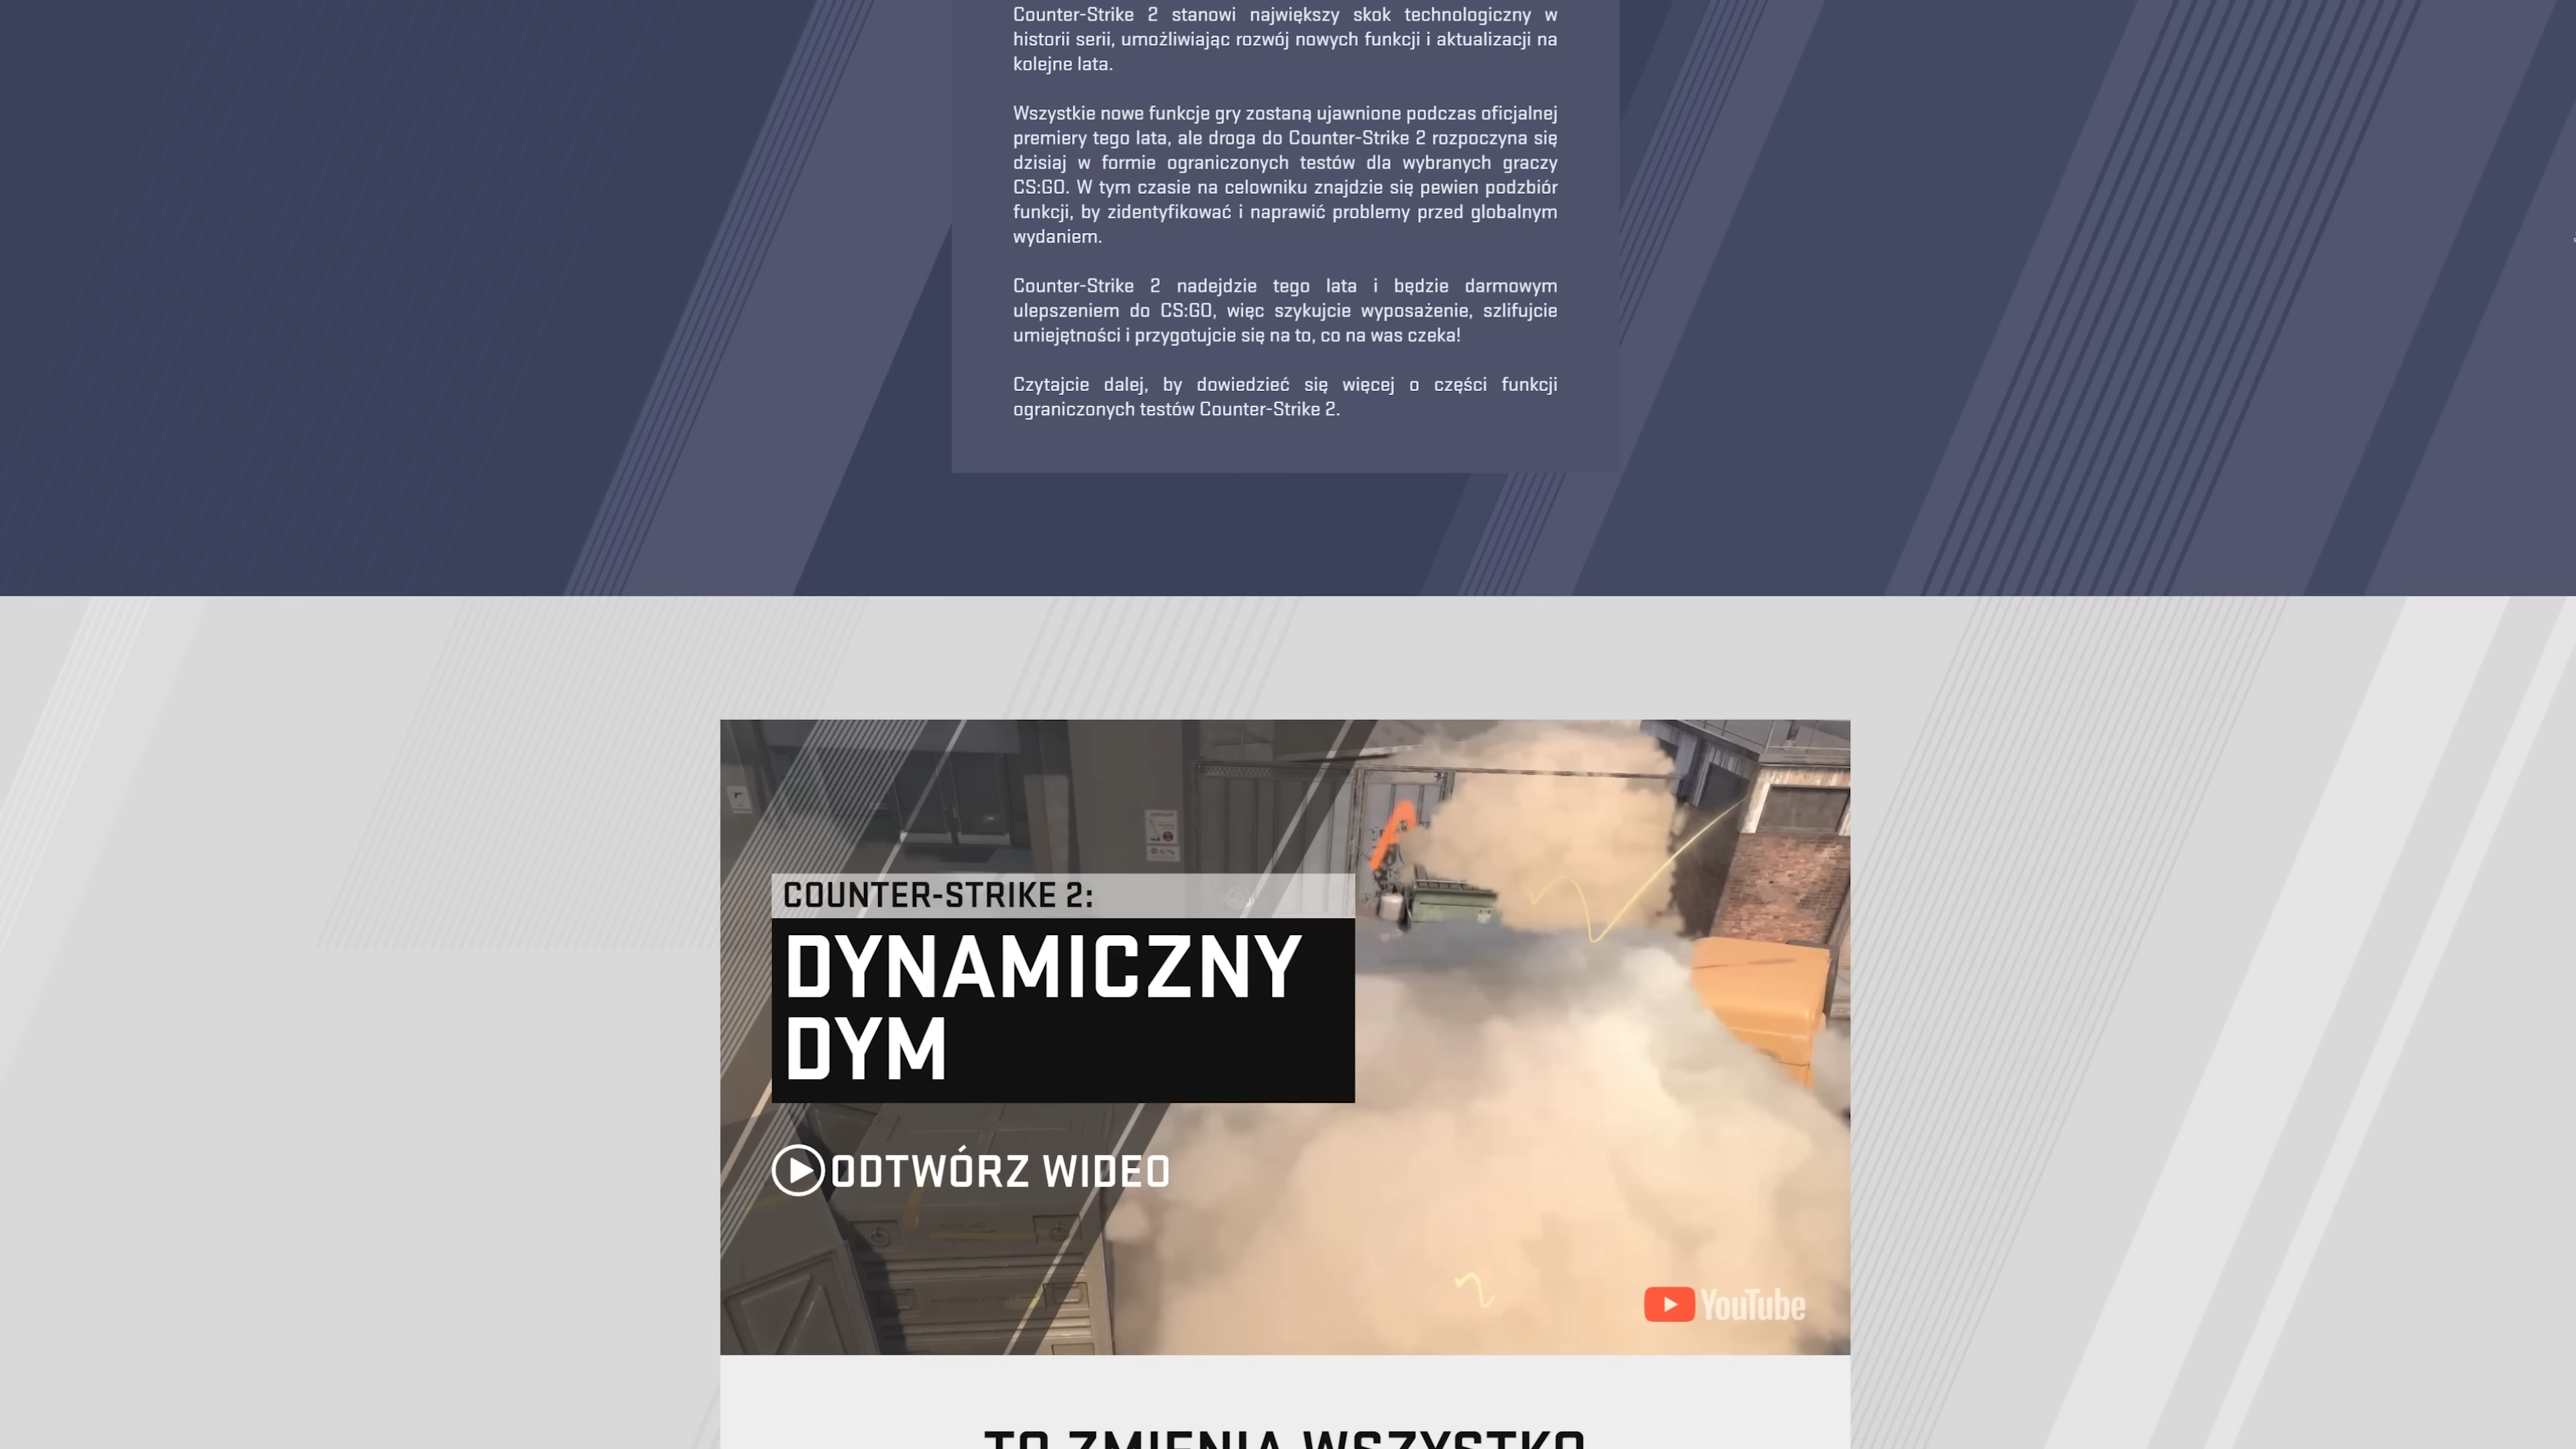 Counter-Strike 2 stanowi największy skok technologiczny w
historii serii, umożliwiając rozwój nowych funkcji i aktualizacji na
kolejne lata.
Wszystkie nowe funkcje gry zostaną ujawnione podczas oficjalnej
premiery tego lata, ale droga do Counter-Strike 2 rozpoczyna się
dzisiaj w formie ograniczonych testów dla wybranych graczy
CS:GO. W tym czasie na celowniku znajdzie się pewien podzbiór
funkcji, by zidentyfikować i naprawić problemy przed globalnym
wydaniem.
Counter-Strike 2 nadejdzie tego lata i będzie darmowym
ulepszeniem do CS:GO, więc szykujcie wyposażenie, szlifujcie
umiejętności i przygotujcie się na to, co na was czeka!
Czytajcie dalej, by dowiedzieć się więcej o części funkcji
ograniczonych testów Counter-Strike 2.
COUNTER-STRIKE 2:
DYNAMICZNY
DYM
ODTWÓRZ WIDEO
YouTube
TO ZMIENIA WSZYSTKO